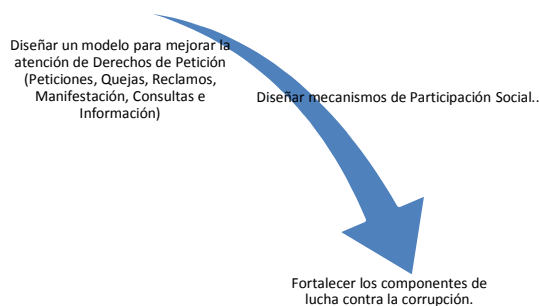 Diseñar un modelo para mejorar la
atención de Derechos de Petición
(Peticiones, Quejas, Reclamos,
Manifestación, Consultas e
Información)
Diseñar mecanismos de Participación Social..
Fortalecer los componentes de
lucha contra la corrupción.